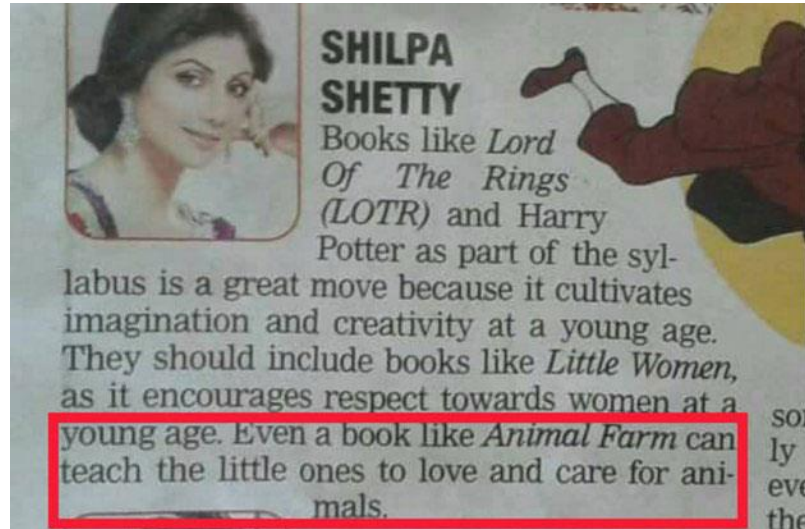 SHILPA
SHETTY
Books like Lord
Of The Rings
(LOTR) and Harry
Potter as part of the syl-
labus is a great move because it cultivates
imagination and creativity at a young age.
They should include books like Little Women,
as it encourages respect towards women at a
young age. Even a book like Animal Farm can
teach the little ones to love and care for ani-
mals.
ly